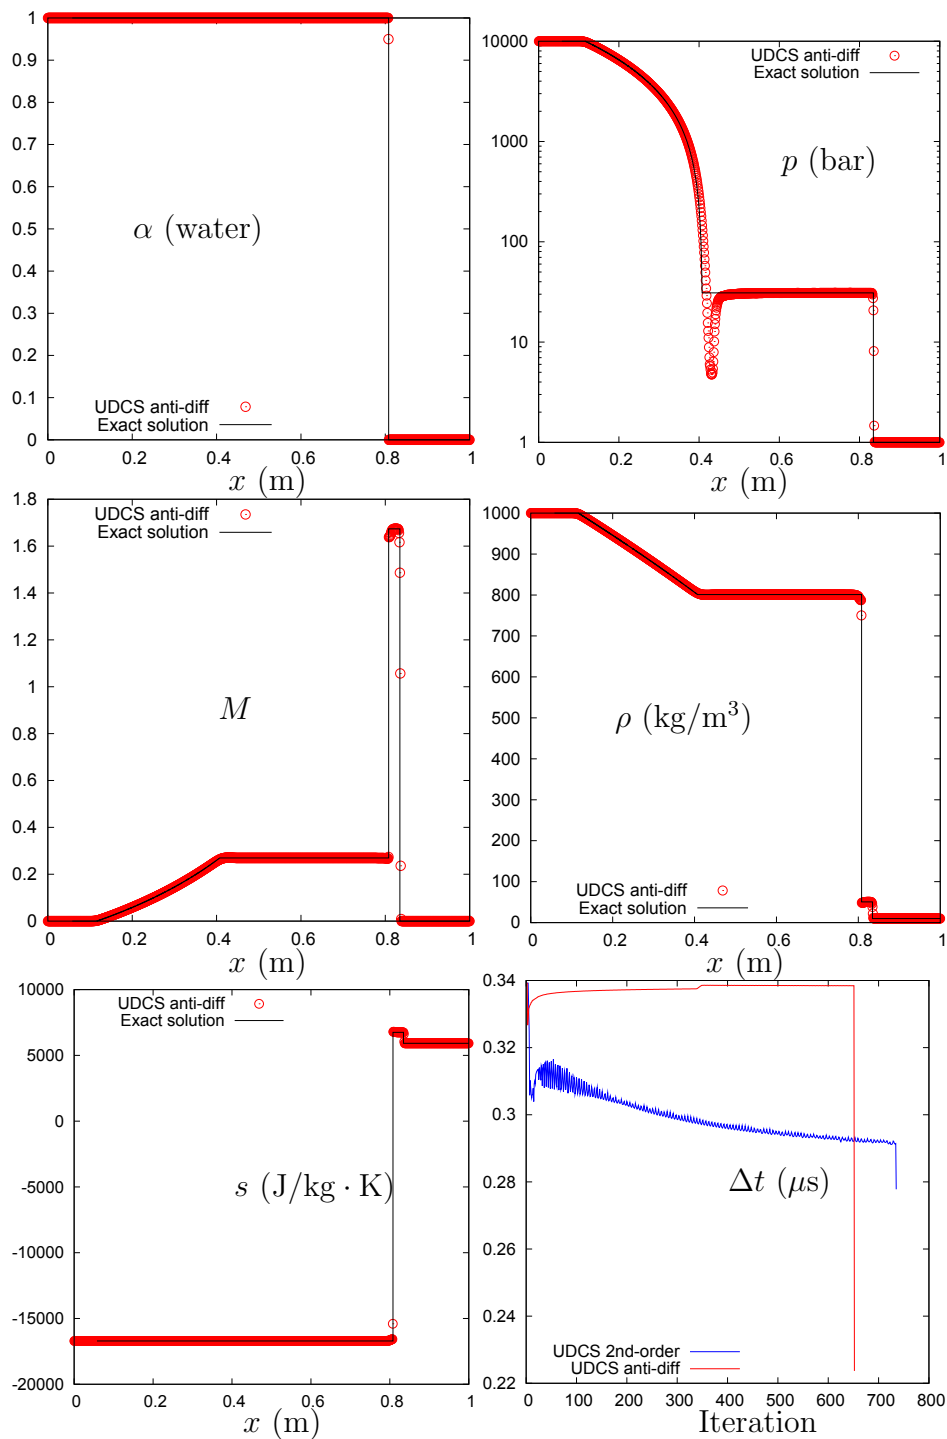 1
0.9
0.8
0.7
0.6
0.5
0.4
0.3
0.2
0.1
0
α (water)
UDCS anti-diff
Exact solution
0 0.2 0.4 0.6 0.8 1
x (m)
10000
1000
100
10
1
UDCS anti-diff
Exact solution
p (bar)
0 0.2 0.4 0.6 0.8 1
x (m)
1.8
1.6
1.4
1.2
1
0.8
0.6
0.4
0.2
0
UDCS anti-diff
Exact solution
M
0 0.2 0.4 0.6 0.8 1
x (m)
1000
900
800
700
600
500
400
300
200
100
0
ρ (kg/m³)
UDCS anti-diff
Exact solution
0 0.2 0.4 0.6 0.8 1
x (m)
10000
5000
0
-5000
-10000
-15000
-20000
UDCS anti-diff
Exact solution
s (J/kg · K)
0 0.2 0.4 0.6 0.8 1
x (m)
0.34
0.32
0.3
0.28
0.26
0.24
0.22
Δt (μs)
UDCS 2nd-order
UDCS anti-diff
0 100 200 300 400 500 600 700 800
Iteration